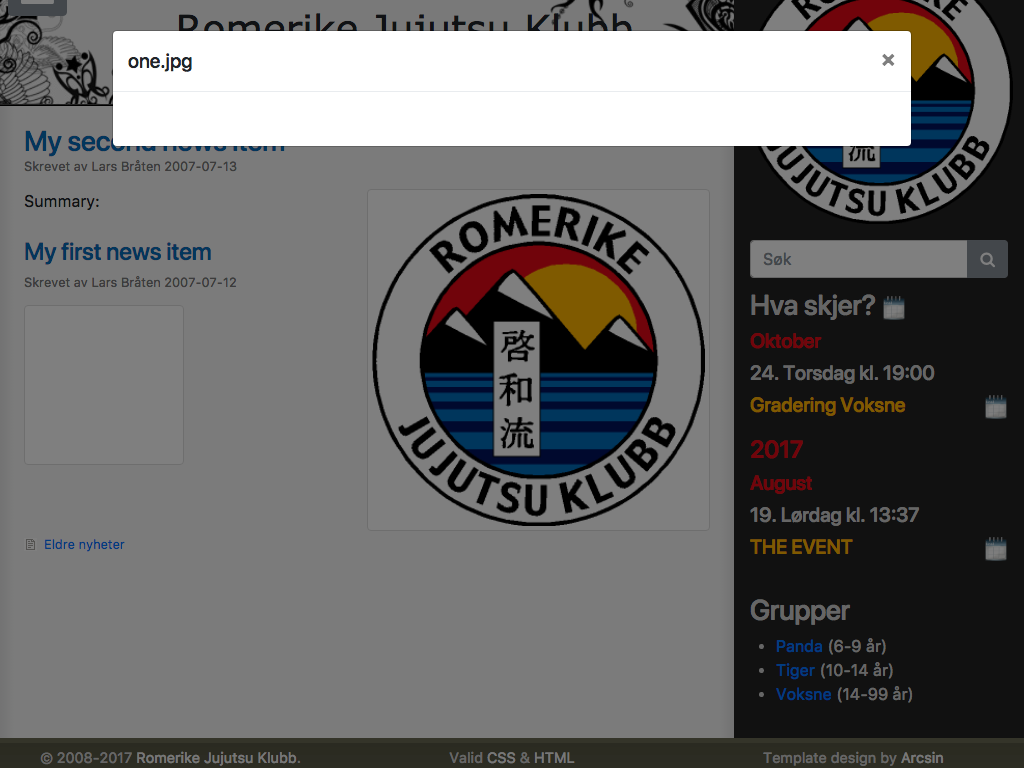 Romerike Jujutsu Klubb
one.jpg
×
My second news item
Skrevet av Lars Bråten 2007-07-13
Summary:
My first news item
Skrevet av Lars Bråten 2007-07-12
ROMERIKE
啓
和
流
JUJUTSU KLUBB
Eldre nyheter
流
JUJUTSU KLUBB
Søk
Hva skjer?
Oktober
24. Torsdag kl. 19:00
Gradering Voksne
2017
August
19. Lørdag kl. 13:37
THE EVENT
Grupper
• Panda (6-9 år)
• Tiger (10-14 år)
• Voksne (14-99 år)
© 2008-2017 Romerike Jujutsu Klubb.
Valid CSS & HTML
Template design by Arcsin